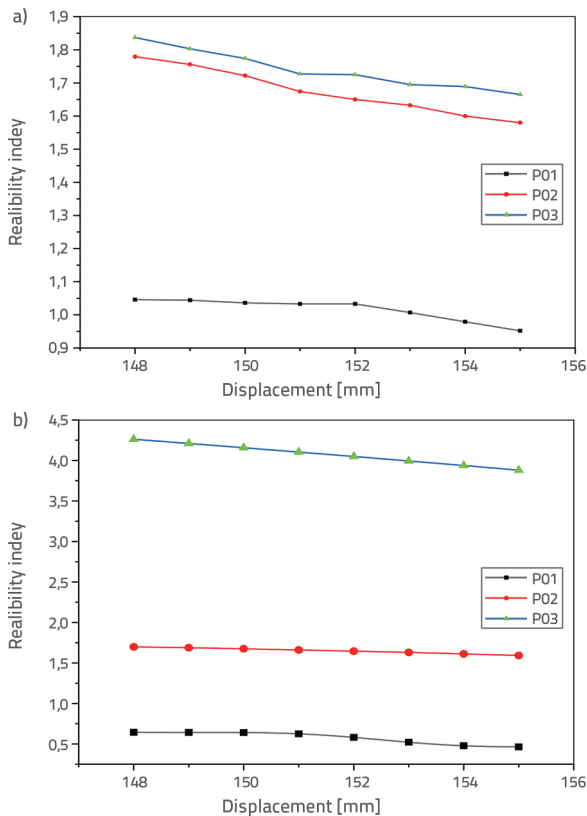 a)
1,9
1,8
1,7
1,6
1,5
1,4
1,3
1,2
1,1
1,0
0,9
Realibility indey
P01
P02
P03
148 150 152 154 156
Displacement [mm]
b)
4,5
4,0
3,5
3,0
2,5
2,0
1,5
1,0
0,5
Realibility indey
P01
P02
P03
148 150 152 154 156
Displacement [mm]